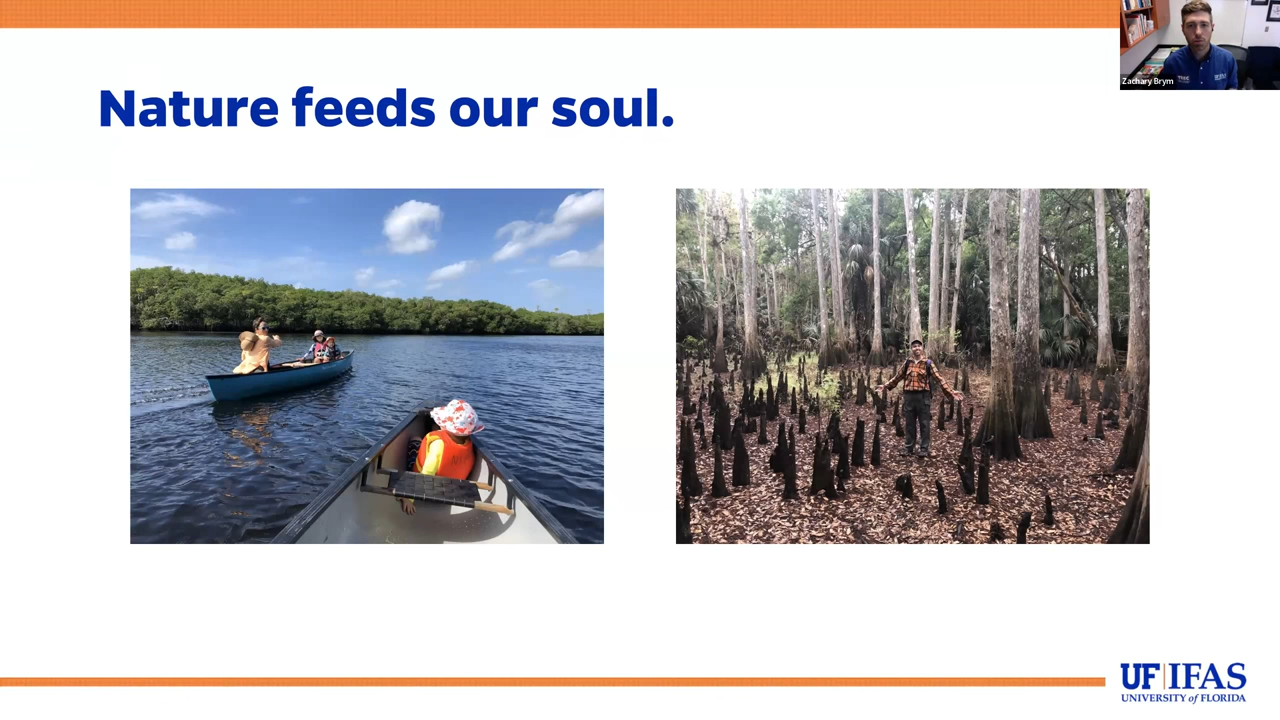 Nature feeds our soul.
Zachary Brym
UF|IFAS
UNIVERSITY of FLORIDA